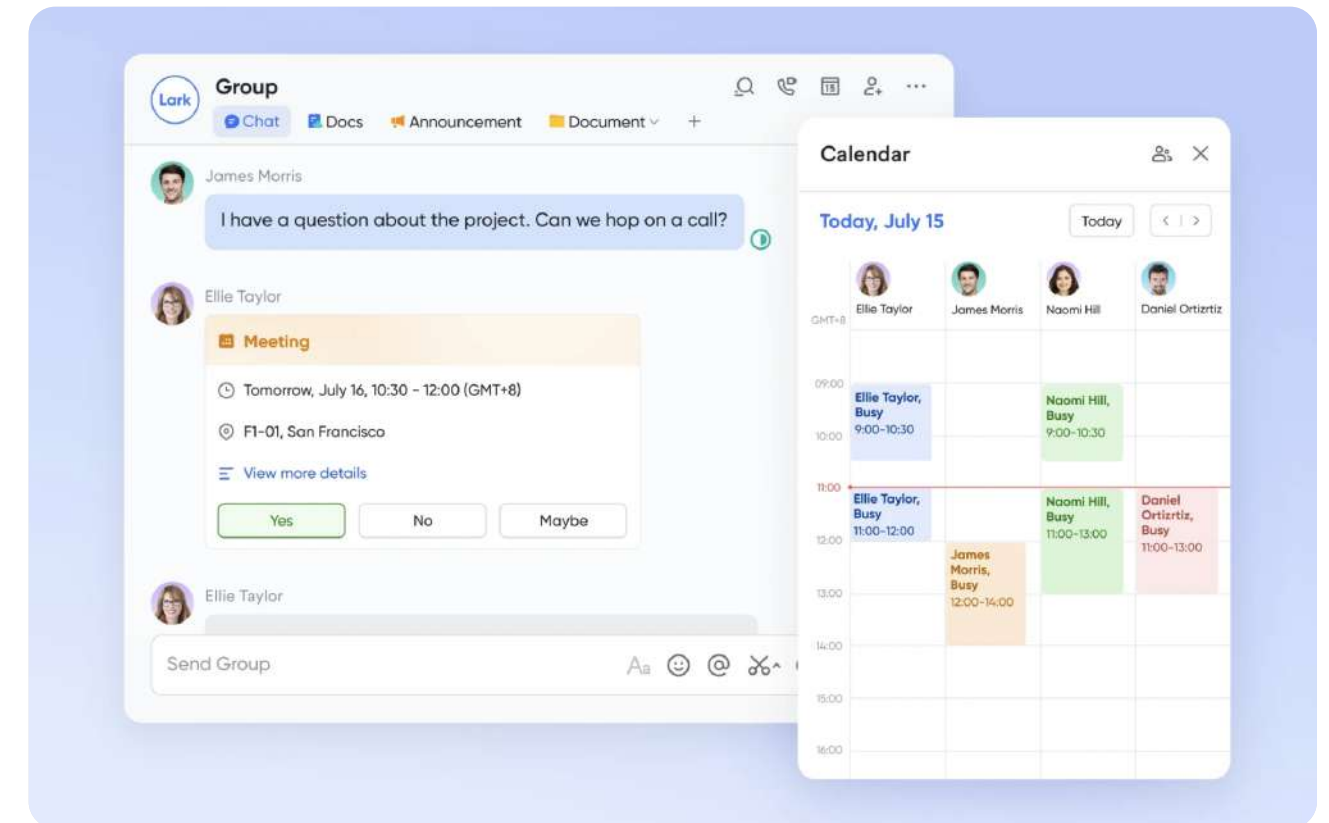 Lark
Group
Chat
Docs
Announcement
Document
+
James Morris
I have a question about the project. Can we hop on a call?
Ellie Taylor
Meeting
Tomorrow, July 16, 10:30 - 12:00 (GMT+8)
F1-01, San Francisco
View more details
Yes
No
Maybe
Ellie Taylor
Send Group
Aa
@
15
Calendar
Today, July 15
Today
< | >
Ellie Taylor
James Morris
Naomi Hill
Daniel Ortizrtiz
GMT+8
09:00
Ellie Taylor,
Busy
9:00-10:30
Naomi Hill,
Busy
9:00-10:30
10:00
11:00
Ellie Taylor,
Busy
11:00-12:00
Naomi Hill,
Busy
11:00-13:00
Daniel
Ortizrtiz,
Busy
11:00-13:00
12:00
James
Morris,
Busy
12:00-14:00
13:00
14:00
15:00
16:00